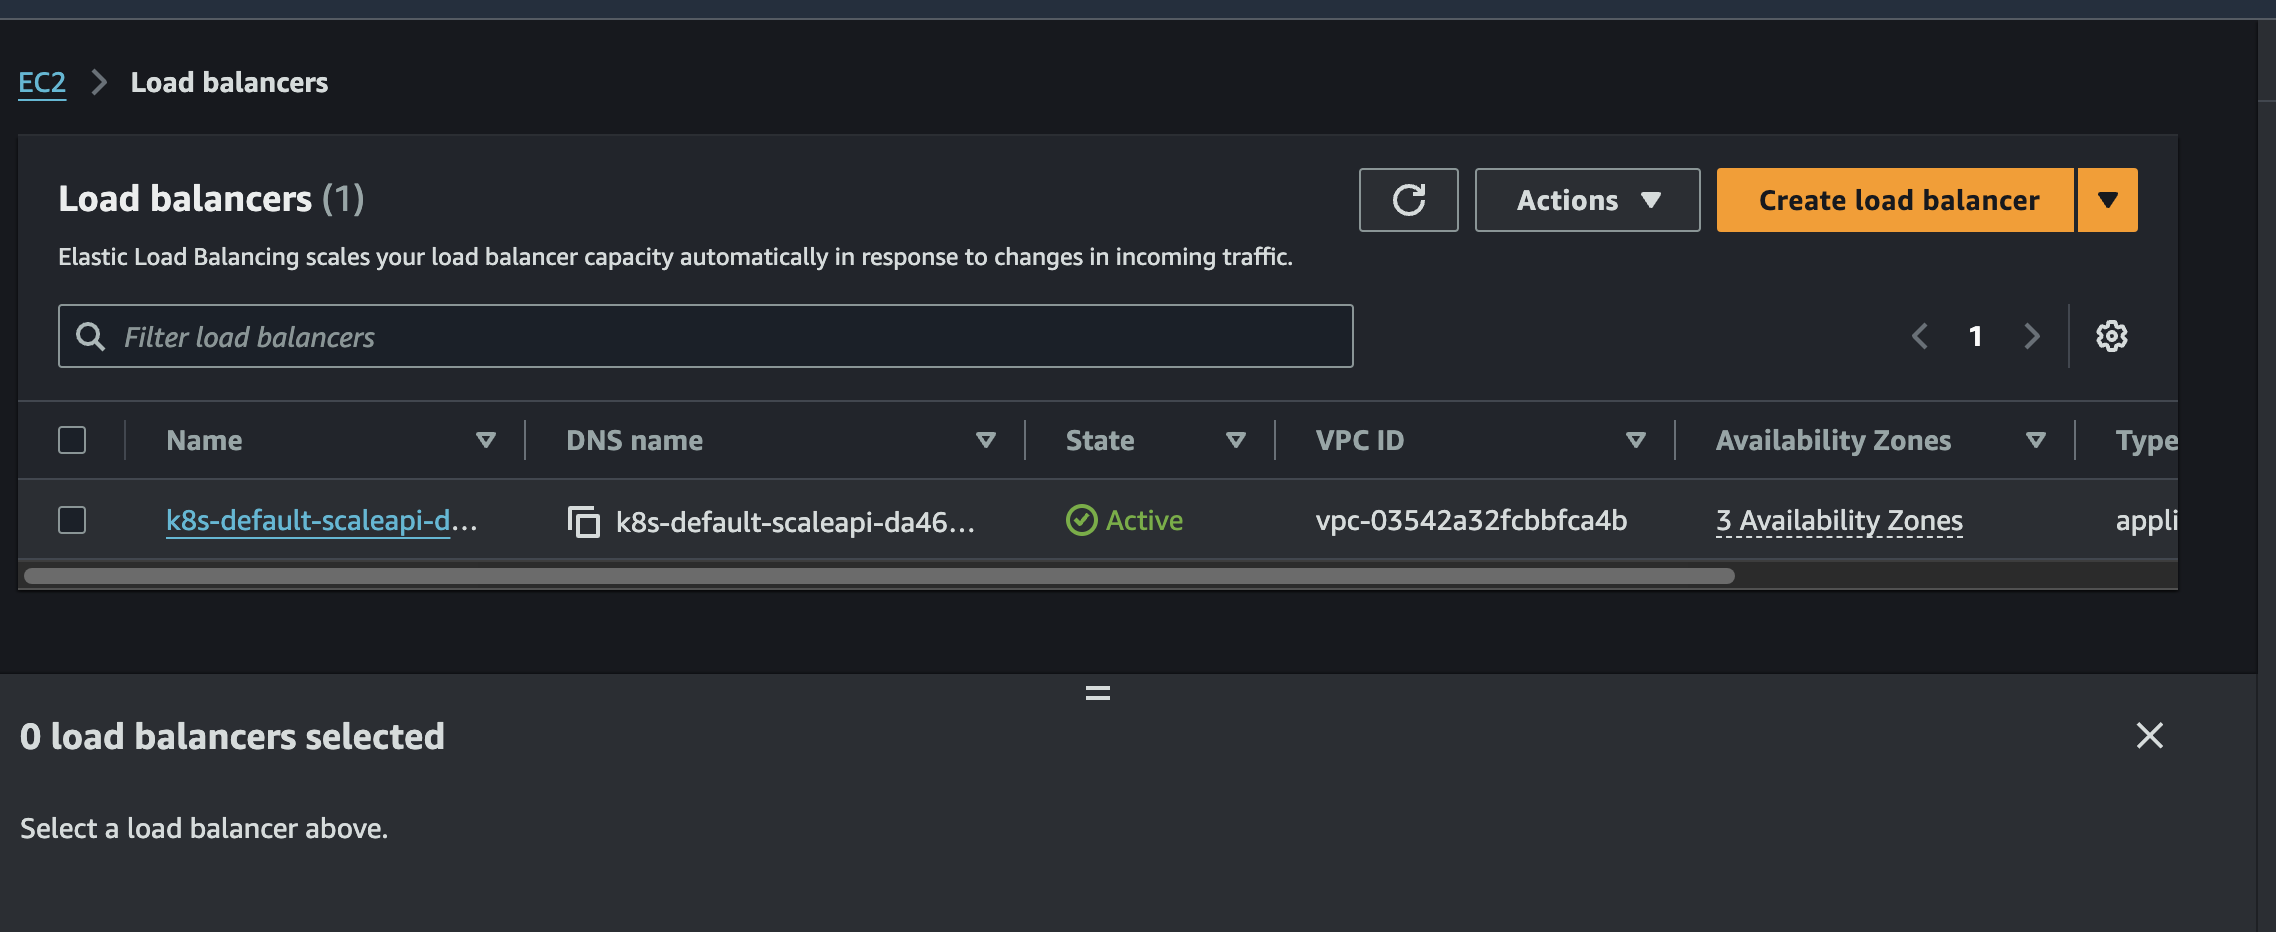 EC2 > Load balancers
Load balancers (1)
Actions
Create load balancer
Elastic Load Balancing scales your load balancer capacity automatically in response to changes in incoming traffic.
Filter load balancers
1
Name DNS name State VPC ID Availability Zones Type
k8s-default-scaleapi-d... k8s-default-scaleapi-da46... Active vpc-03542a32fcbbfca4b 3 Availability Zones appli
0 load balancers selected
Select a load balancer above.